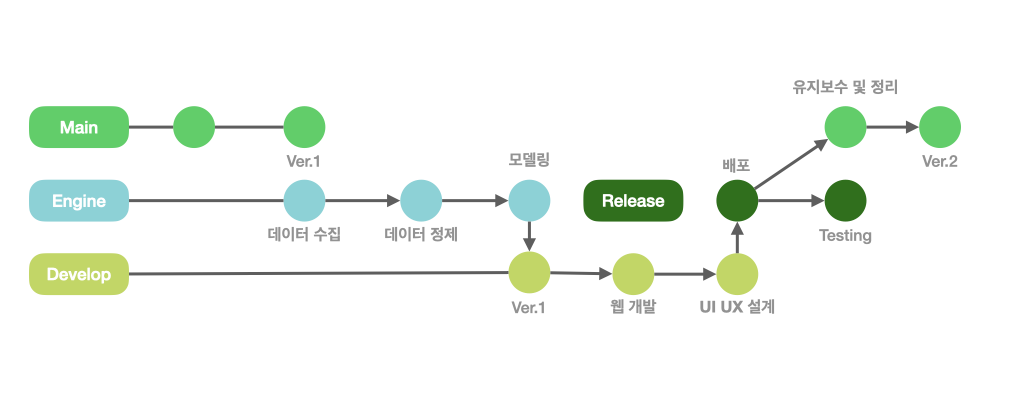 유지보수 및 정리
Main
Ver.1
Ver.2
모델링
배포
Engine
Release
데이터 수집
데이터 정제
Testing
Develop
Ver.1
웹 개발
UI UX 설계